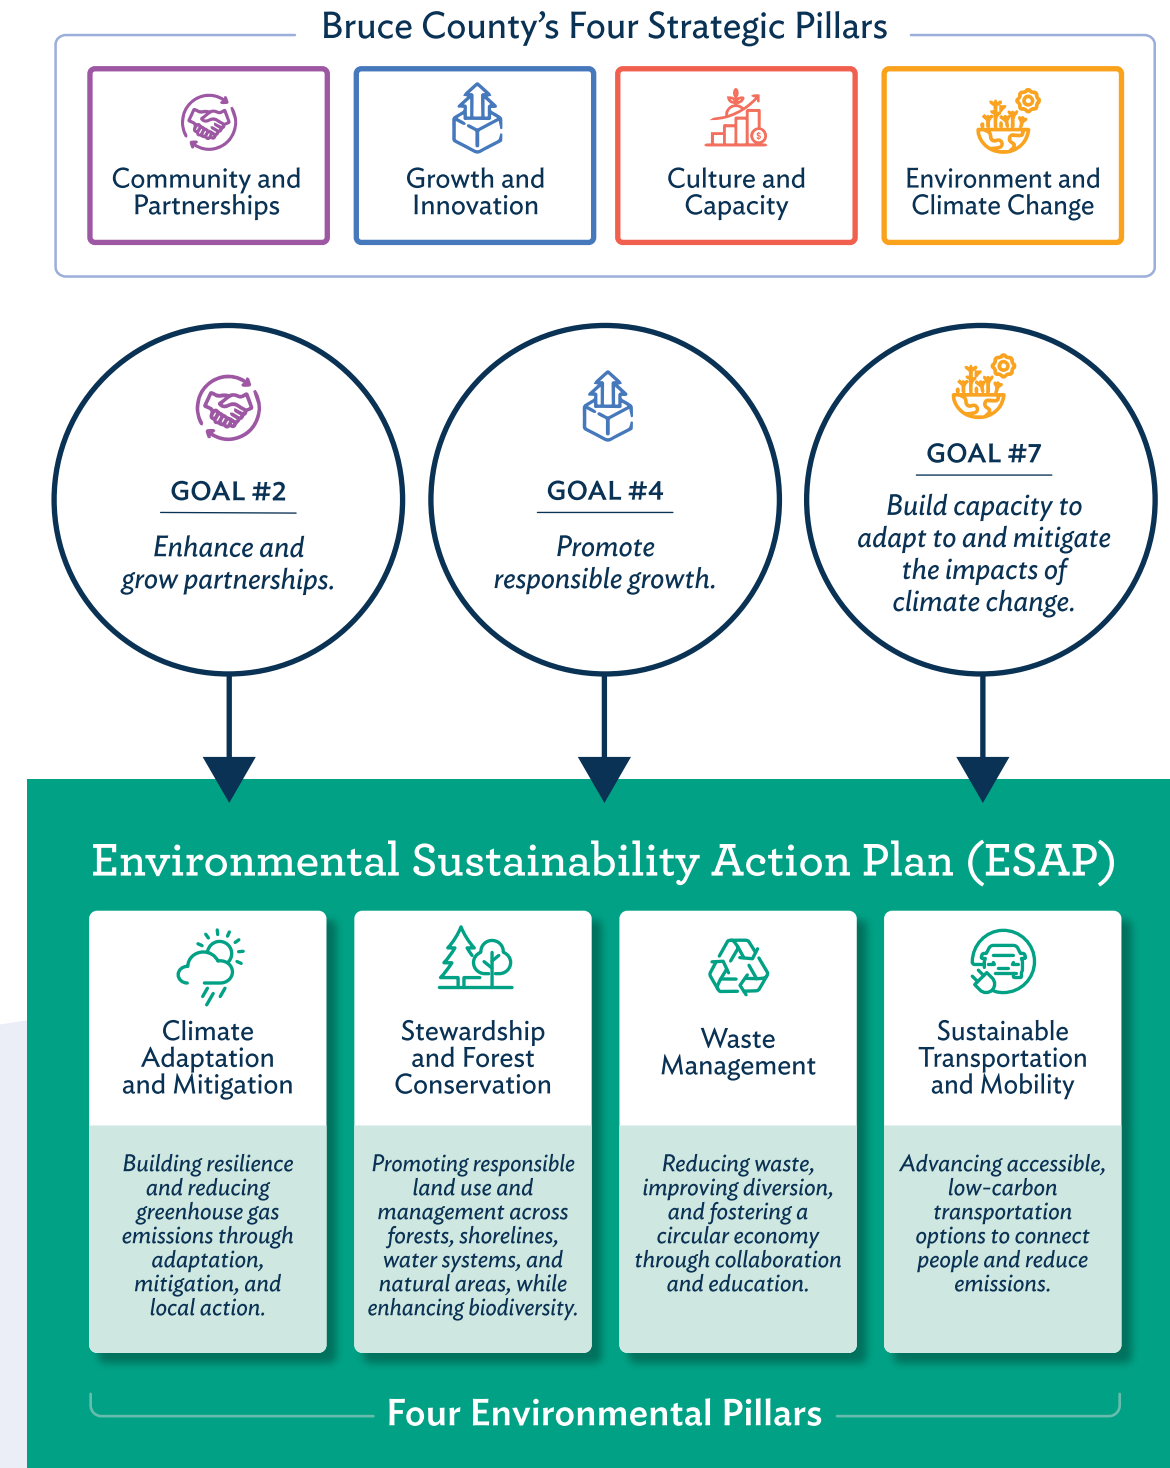 Bruce County's Four Strategic Pillars
Community and
Partnerships
Growth and
Innovation
Culture and
Capacity
$
Environment and
Climate Change
GOAL #2
Enhance and
grow partnerships.
GOAL #4
Promote
responsible growth.
GOAL #7
Build capacity to
adapt to and mitigate
the impacts of
climate change.
Environmental Sustainability Action Plan (ESAP)
Climate
Adaptation
and Mitigation
Building resilience
and reducing
greenhouse gas
emissions through
adaptation,
mitigation, and
local action.
Stewardship
and Forest
Conservation
Promoting responsible
land use and
management across
forests, shorelines,
water systems, and
natural areas, while
enhancing biodiversity.
Waste
Management
Reducing waste,
improving diversion,
and fostering a
circular economy
through collaboration
and education.
Sustainable
Transportation
and Mobility
Advancing accessible,
low-carbon
transportation
options to connect
people and reduce
emissions.
Four Environmental Pillars